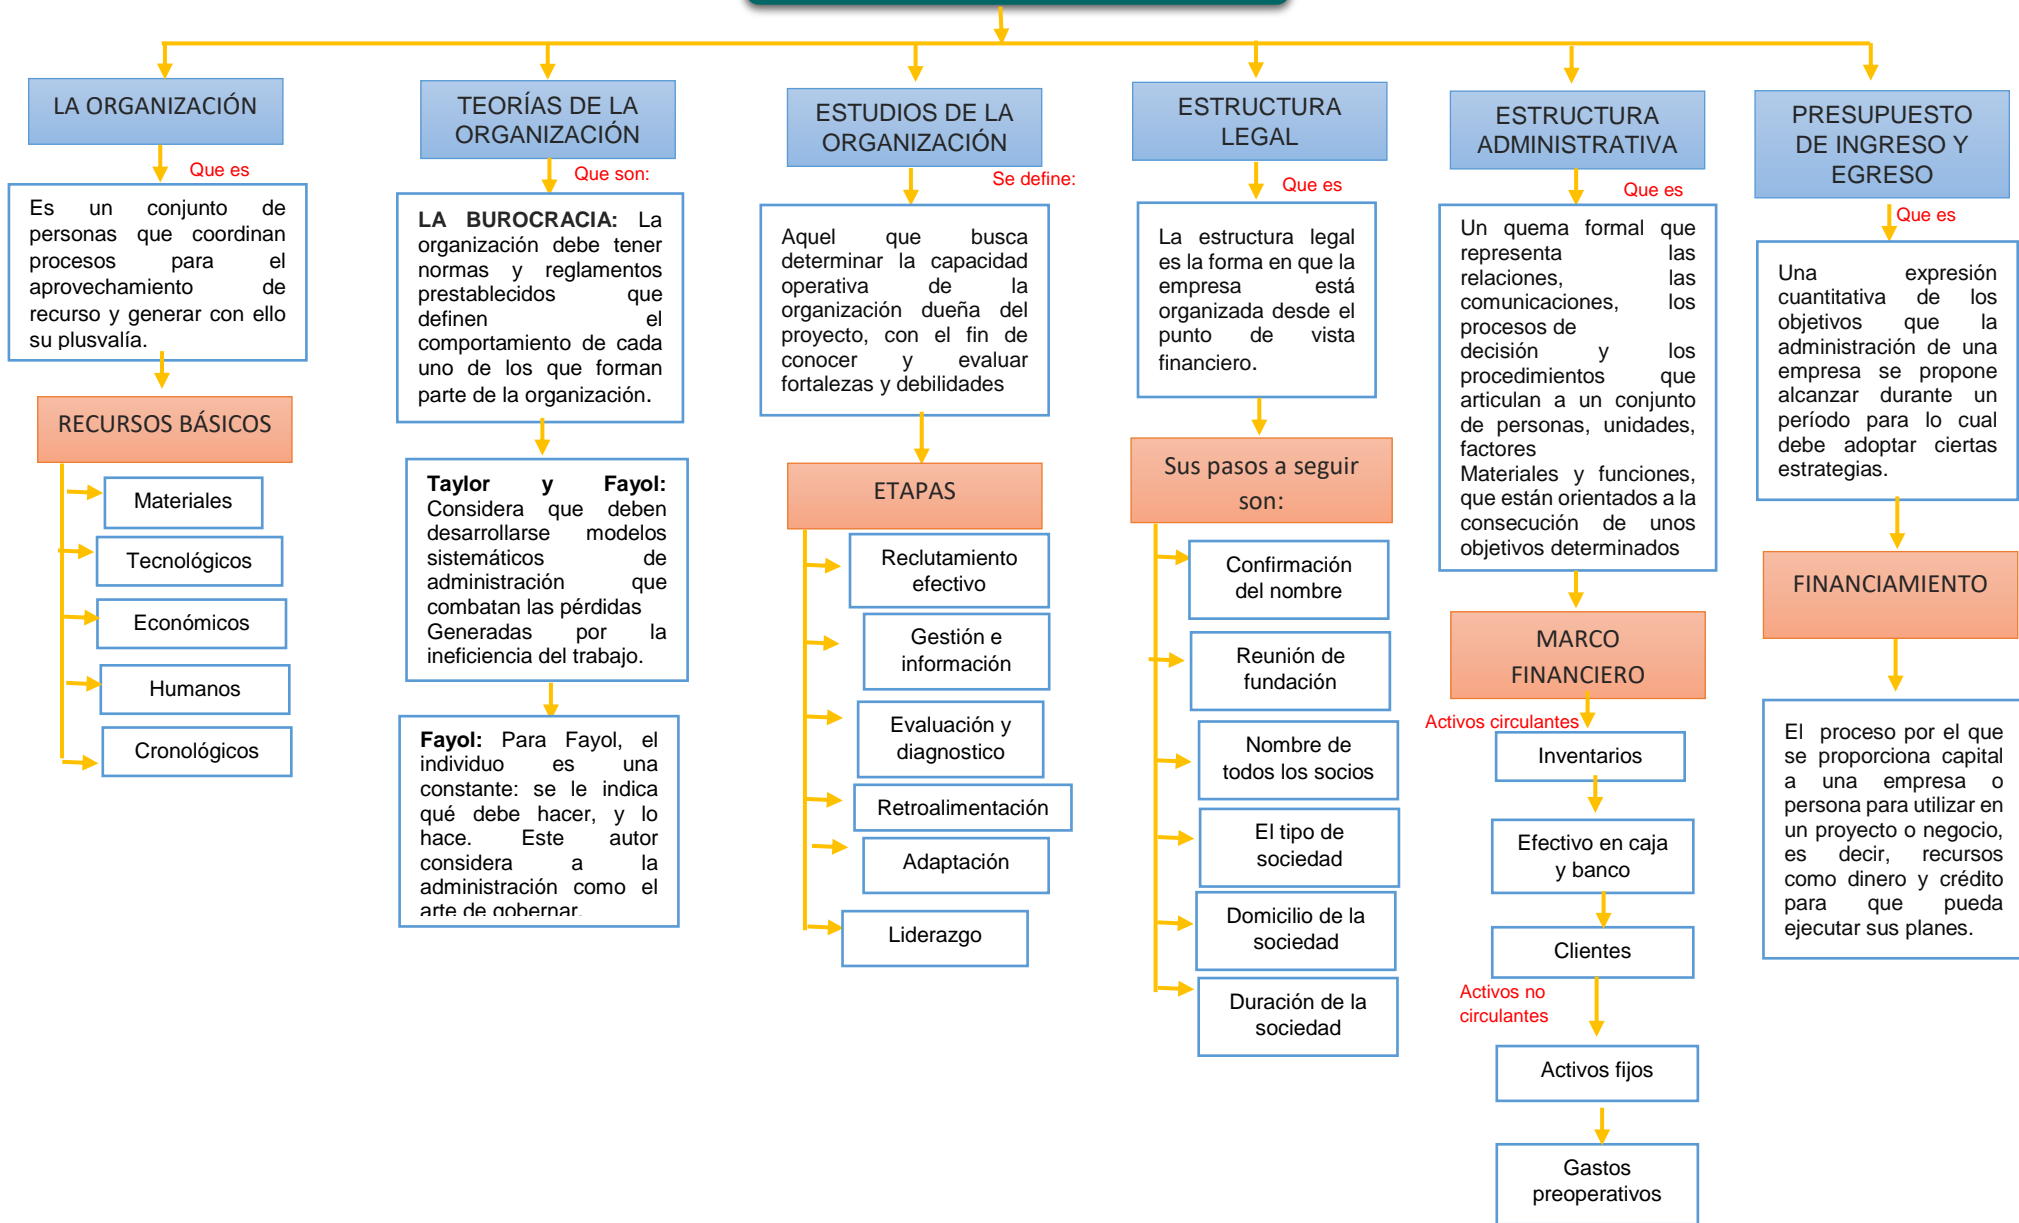 LA ORGANIZACIÓN
Que es
Es un conjunto de
personas que coordinan
procesos para el
aprovechamiento de
recurso y generar con ello
su plusvalía.
RECURSOS BÁSICOS
Materiales
Tecnológicos
Económicos
Humanos
Cronológicos
TEORÍAS DE LA
ORGANIZACIÓN
Que son:
LA BUROCRACIA: La
organización debe tener
normas y reglamentos
prestablecidos que
definen el
comportamiento de cada
uno de los que forman
parte de la organización.
Taylor y Fayol:
Considera que deben
desarrollarse modelos
sistemáticos de
administración que
combatan las pérdidas
Generadas por la
ineficiencia del trabajo.
Fayol: Para Fayol, el
individuo es una
constante: se le indica
qué debe hacer, y lo
hace. Este autor
considera a la
administración como el
arte de gobernar.
ESTUDIOS DE LA
ORGANIZACIÓN
Se define:
Aquel que busca
determinar la capacidad
operativa de la
organización dueña del
proyecto, con el fin de
conocer y evaluar
fortalezas y debilidades
ETAPAS
Reclutamiento
efectivo
Gestión e
información
Evaluación y
diagnostico
Retroalimentación
Adaptación
Liderazgo
ESTRUCTURA
LEGAL
Que es
La estructura legal
es la forma en que la
empresa está
organizada desde el
punto de vista
financiero.
Sus pasos a seguir
son:
Confirmación
del nombre
Reunión de
fundación
Nombre de
todos los socios
El tipo de
sociedad
Domicilio de la
sociedad
Duración de la
sociedad
ESTRUCTURA
ADMINISTRATIVA
Que es
Un quema formal que
representa las
relaciones, las
comunicaciones, los
procesos de
decisión y los
procedimientos que
articulan a un conjunto
de personas, unidades,
factores
Materiales y funciones,
que están orientados a la
consecución de unos
objetivos determinados
MARCO
FINANCIERO
Activos circulantes
Inventarios
Efectivo en caja
y banco
Clientes
Activos no
circulantes
Activos fijos
Gastos
preoperativos
PRESUPUESTO
DE INGRESO Y
EGRESO
Que es
Una expresión
cuantitativa de los
objetivos que la
administración de una
empresa se propone
alcanzar durante un
período para lo cual
debe adoptar ciertas
estrategias.
FINANCIAMIENTO
El proceso por el que
se proporciona capital
a una empresa o
persona para utilizar en
un proyecto o negocio,
es decir, recursos
como dinero y crédito
para que pueda
ejecutar sus planes.